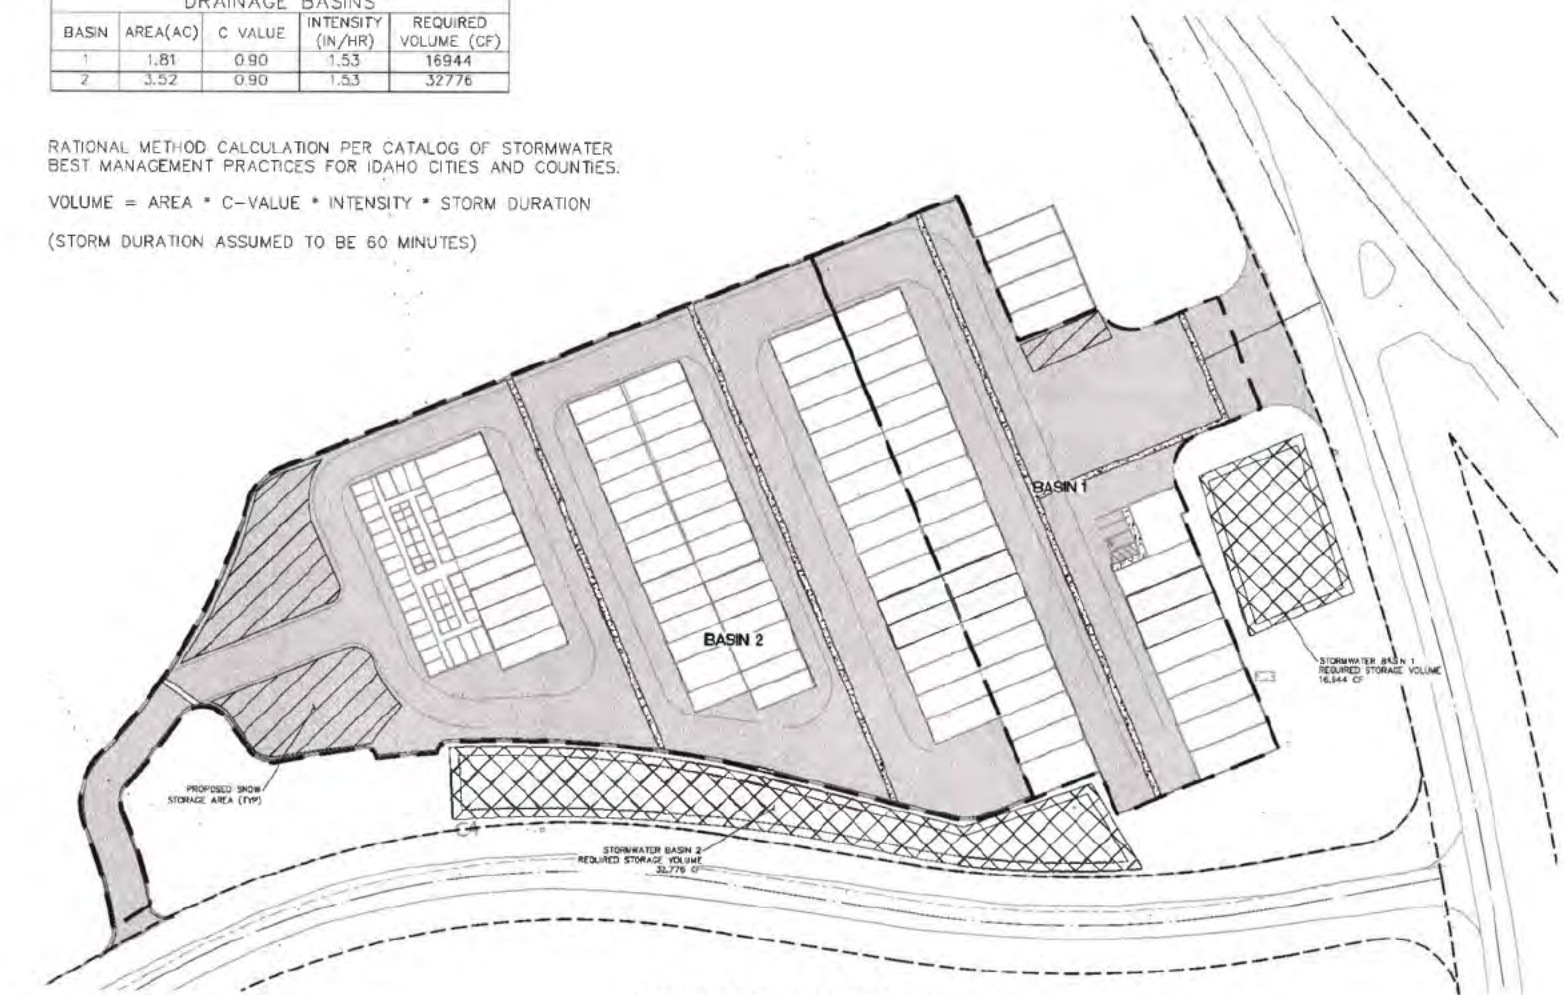 DRAINAGE BASINS
BASIN AREA(AC) C VALUE INTENSITY (IN/HR) REQUIRED VOLUME (CF)
1 1.81 0.90 1.53 16944
2 3.52 0.90 1.53 32776
RATIONAL METHOD CALCULATION PER CATALOG OF STORMWATER
BEST MANAGEMENT PRACTICES FOR IDAHO CITIES AND COUNTIES.
VOLUME = AREA * C-VALUE * INTENSITY * STORM DURATION
(STORM DURATION ASSUMED TO BE 60 MINUTES)
BASIN 1
BASIN 2
STORMWATER BASIN 1
REQUIRED STORAGE VOLUME
16,944 CF
PROPOSED SNOW
STORAGE AREA (TYP)
STORMWATER BASIN 2
REQUIRED STORAGE VOLUME
32,776 CF